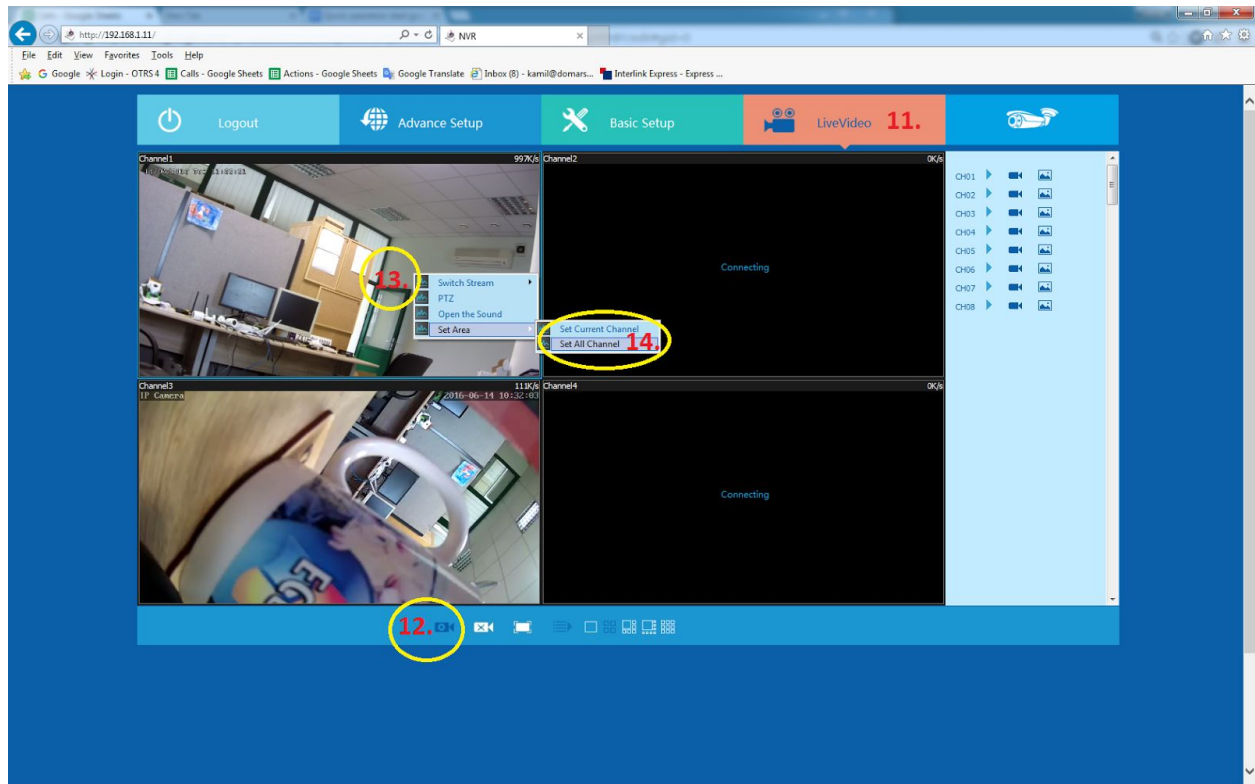 http://192.168.1.11/
NVR
File Edit View Favorites Tools Help
Google Login - OTRS 4 Calls - Google Sheets Actions - Google Sheets Google Translate Inbox (8) - kamil@domars... Interlink Express - Express ...
Logout
Advance Setup
Basic Setup
LiveVideo
11.
Channel1 997K/s
Channel2 0K/s
Connecting
13.
Switch Stream
PTZ
Open the Sound
Set Area
Set Current Channel
Set All Channel
14.
Channel3 111K/s
IP Camera 2016-06-14 10:32:03
Channel4 0K/s
Connecting
CH01
CH02
CH03
CH04
CH05
CH06
CH07
CH08
12.